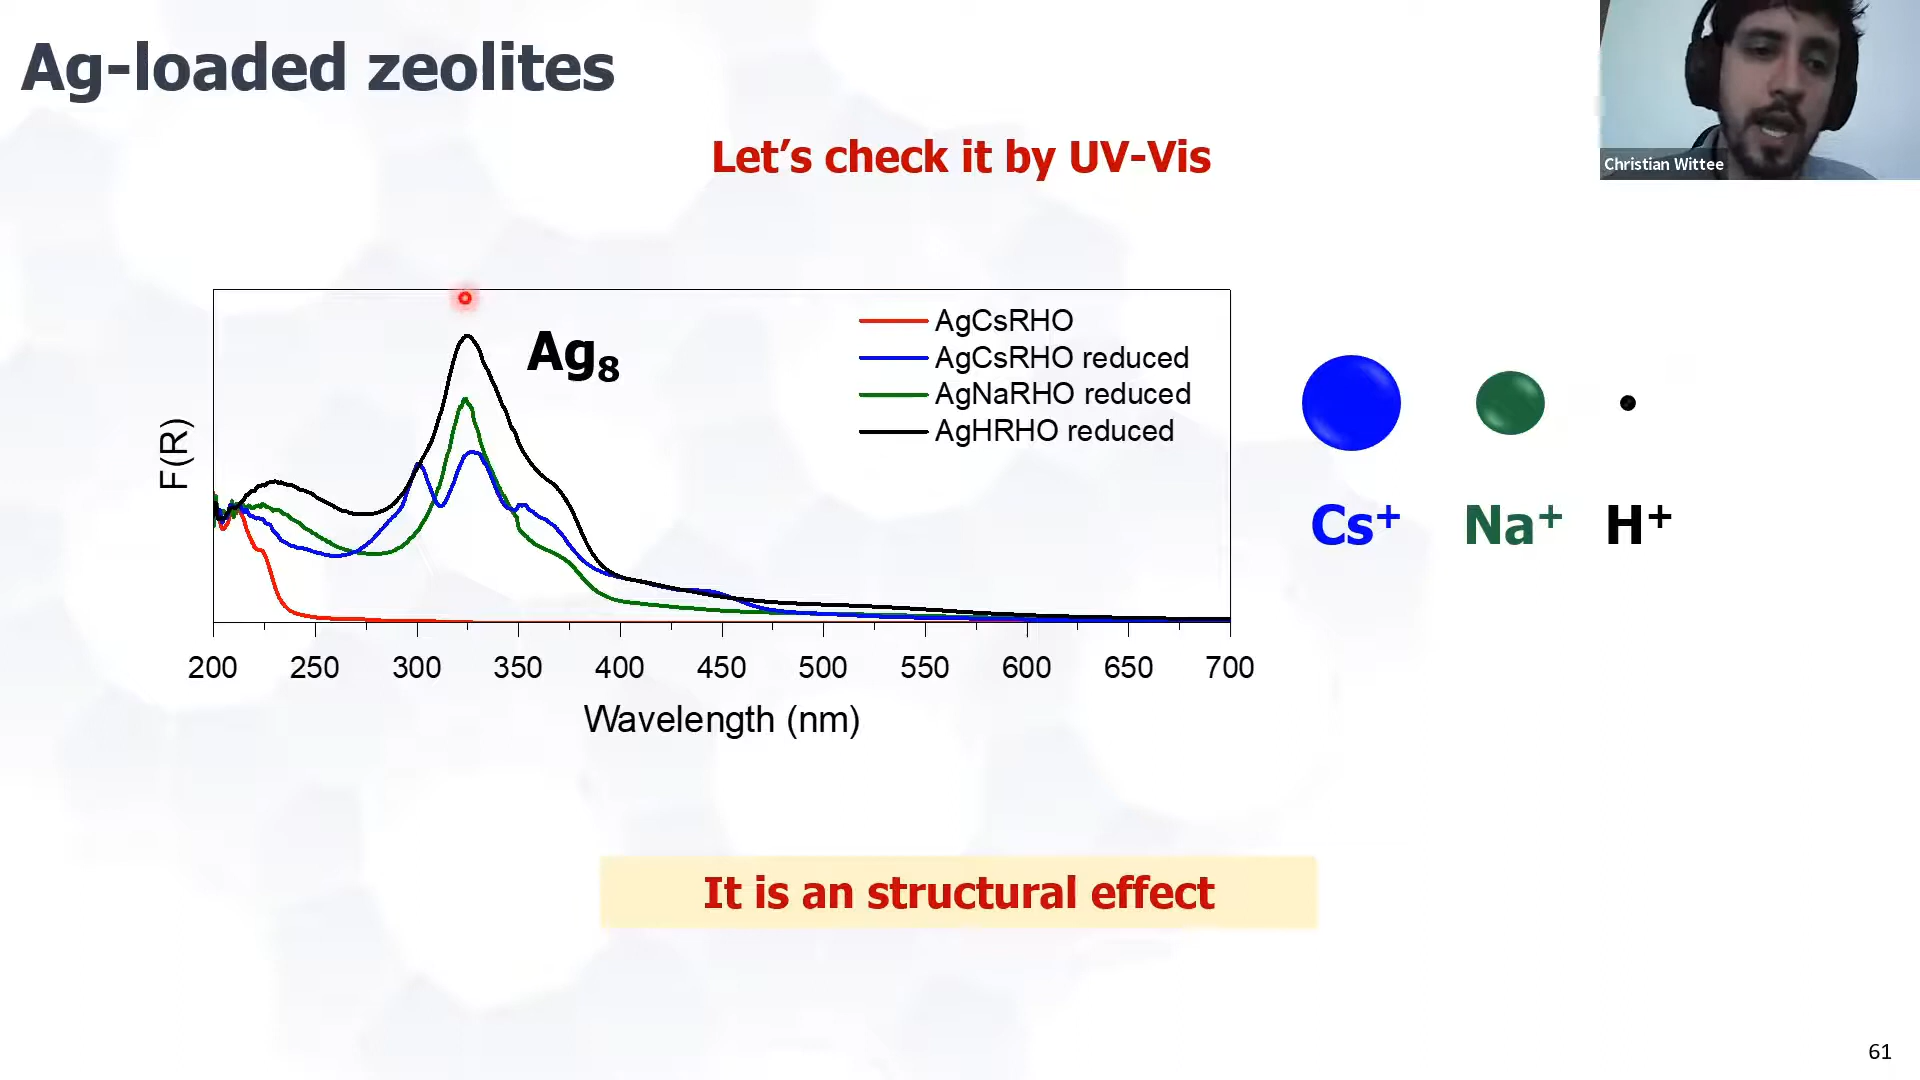 Ag-loaded zeolites
Let’s check it by UV-Vis
Christian Wittee
Ag₈
AgCsRHO
AgCsRHO reduced
AgNaRHO reduced
AgHRHO reduced
F(R)
200 250 300 350 400 450 500 550 600 650 700
Wavelength (nm)
Cs⁺ Na⁺ H⁺
It is an structural effect
61